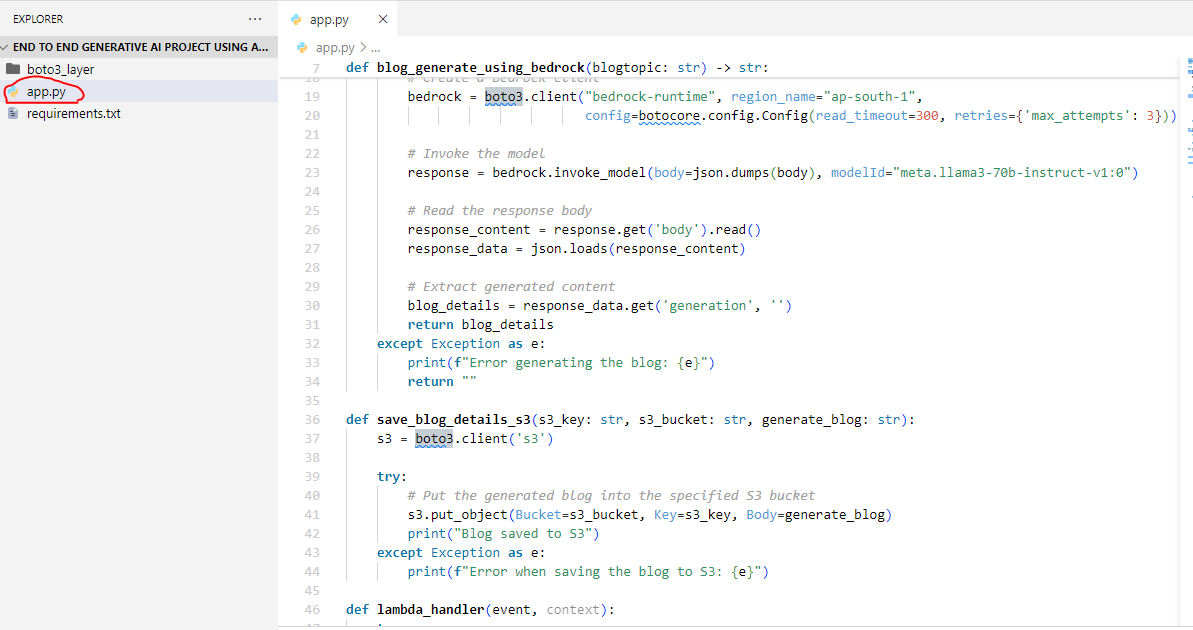 EXPLORER
···
END TO END GENERATIVE AI PROJECT USING A...
boto3_layer
app.py
requirements.txt
app.py
app.py > ...
7 def blog_generate_using_bedrock(blogtopic: str) -> str:
18 # Create a Bedrock client
19 bedrock = boto3.client("bedrock-runtime", region_name="ap-south-1",
20 config=botocore.config.Config(read_timeout=300, retries={'max_attempts': 3}))
21
22 # Invoke the model
23 response = bedrock.invoke_model(body=json.dumps(body), modelId="meta.llama3-70b-instruct-v1:0")
24
25 # Read the response body
26 response_content = response.get('body').read()
27 response_data = json.loads(response_content)
28
29 # Extract generated content
30 blog_details = response_data.get('generation', '')
31 return blog_details
32 except Exception as e:
33 print(f"Error generating the blog: {e}")
34 return ""
35
36 def save_blog_details_s3(s3_key: str, s3_bucket: str, generate_blog: str):
37 s3 = boto3.client('s3')
38
39 try:
40 # Put the generated blog into the specified S3 bucket
41 s3.put_object(Bucket=s3_bucket, Key=s3_key, Body=generate_blog)
42 print("Blog saved to S3")
43 except Exception as e:
44 print(f"Error when saving the blog to S3: {e}")
45
46 def lambda_handler(event, context):